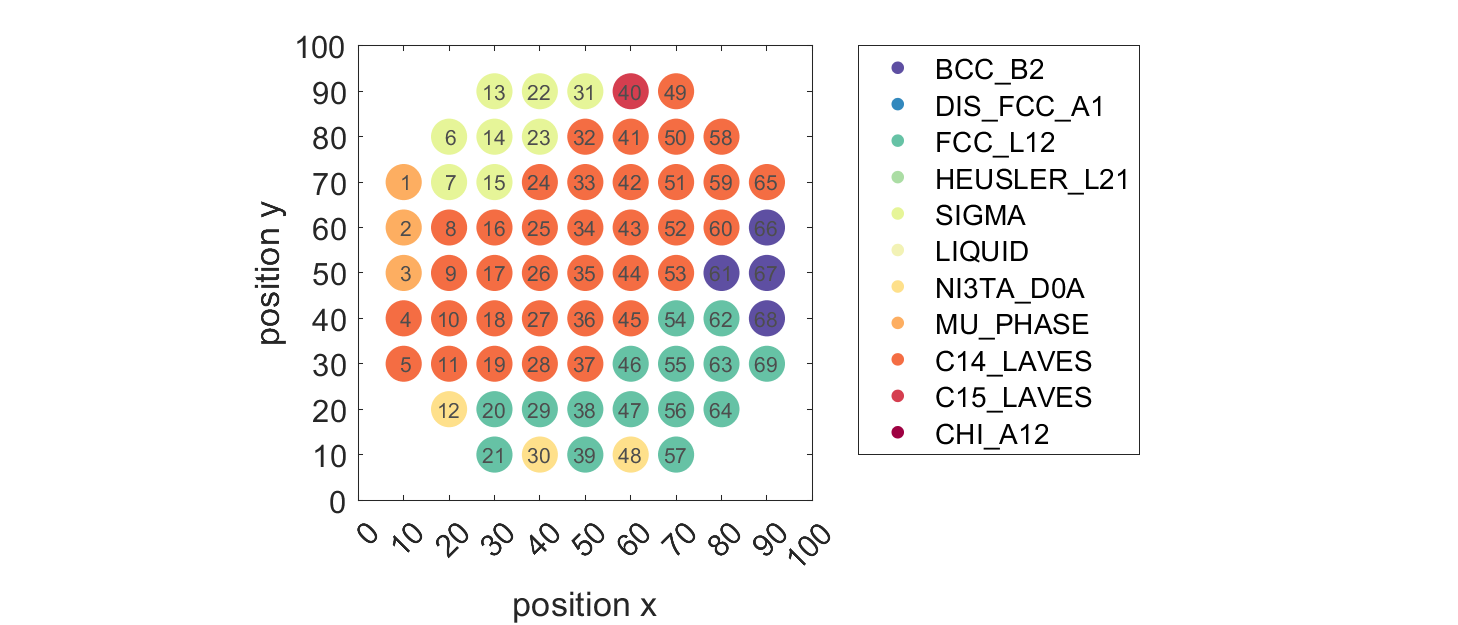 100
90 13 22 31 40 49
80 6 14 23 32 41 50 58
70 1 7 15 24 33 42 51 59 65
60 2 8 16 25 34 43 52 60 66
50 3 9 17 26 35 44 53 61 67
40 4 10 18 27 36 45 54 62 68
30 5 11 19 28 37 46 55 63 69
20 12 20 29 38 47 56 64
10 21 30 39 48 57
0
0 10 20 30 40 50 60 70 80 90 100
position x
position y
BCC_B2
DIS_FCC_A1
FCC_L12
HEUSLER_L21
SIGMA
LIQUID
NI3TA_D0A
MU_PHASE
C14_LAVES
C15_LAVES
CHI_A12